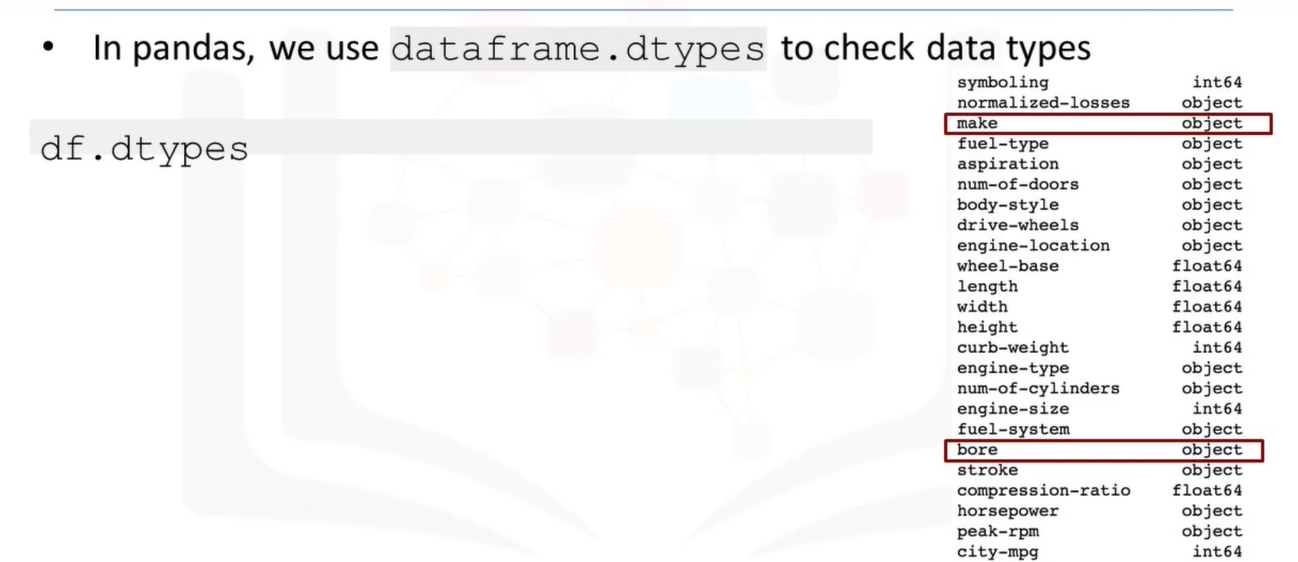 • In pandas, we use dataframe.dtypes to check data types
df.dtypes
symboling int64
normalized-losses object
make object
fuel-type object
aspiration object
num-of-doors object
body-style object
drive-wheels object
engine-location object
wheel-base float64
length float64
width float64
height float64
curb-weight int64
engine-type object
num-of-cylinders object
engine-size int64
fuel-system object
bore object
stroke object
compression-ratio float64
horsepower object
peak-rpm object
city-mpg int64